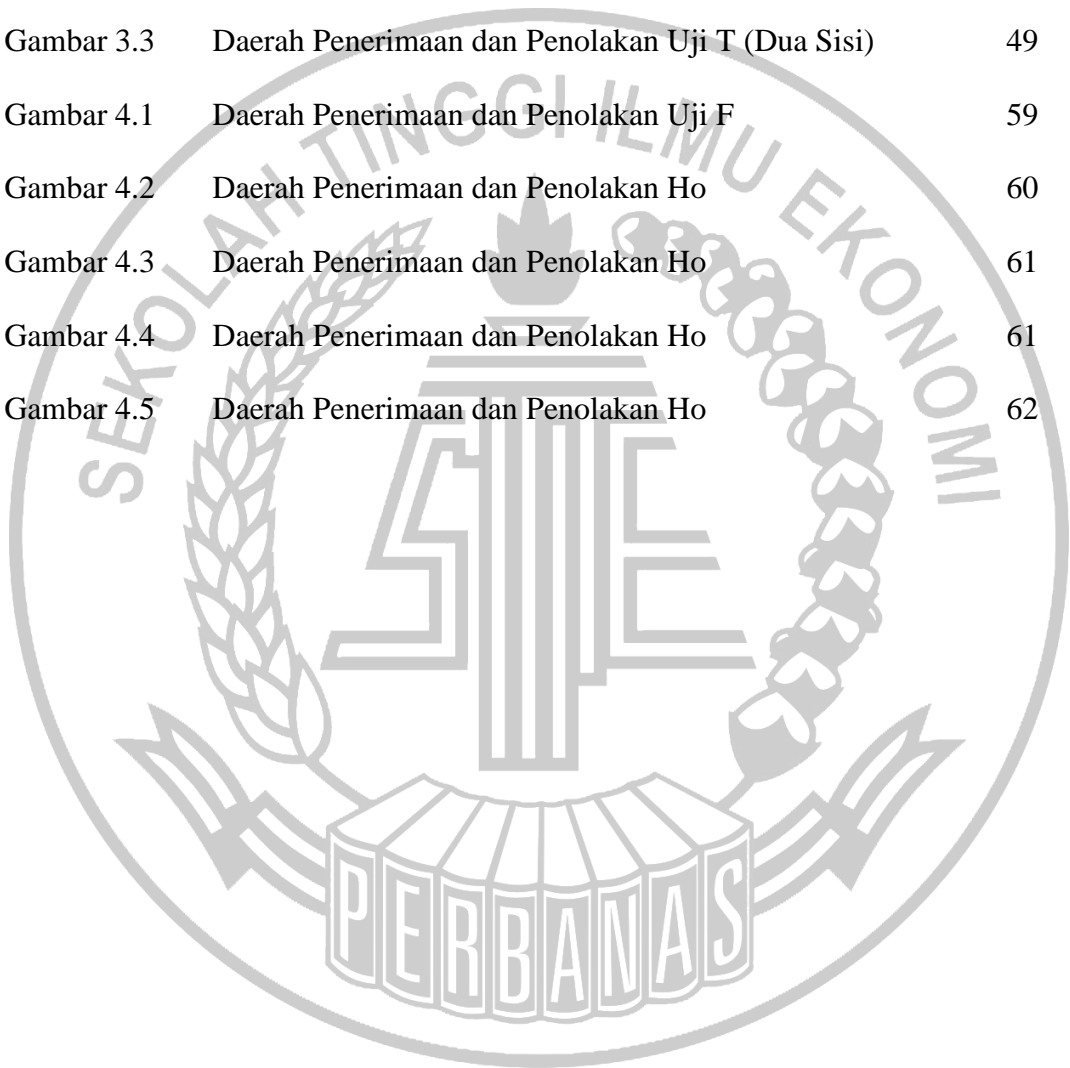 Gambar 3.3 Daerah Penerimaan dan Penolakan Uji T (Dua Sisi) 49
Gambar 4.1 Daerah Penerimaan dan Penolakan Uji F 59
Gambar 4.2 Daerah Penerimaan dan Penolakan Ho 60
Gambar 4.3 Daerah Penerimaan dan Penolakan Ho 61
Gambar 4.4 Daerah Penerimaan dan Penolakan Ho 61
Gambar 4.5 Daerah Penerimaan dan Penolakan Ho 62
SEKOLAH TINGGI ILMU EKONOMI
STIE
PERBANAS